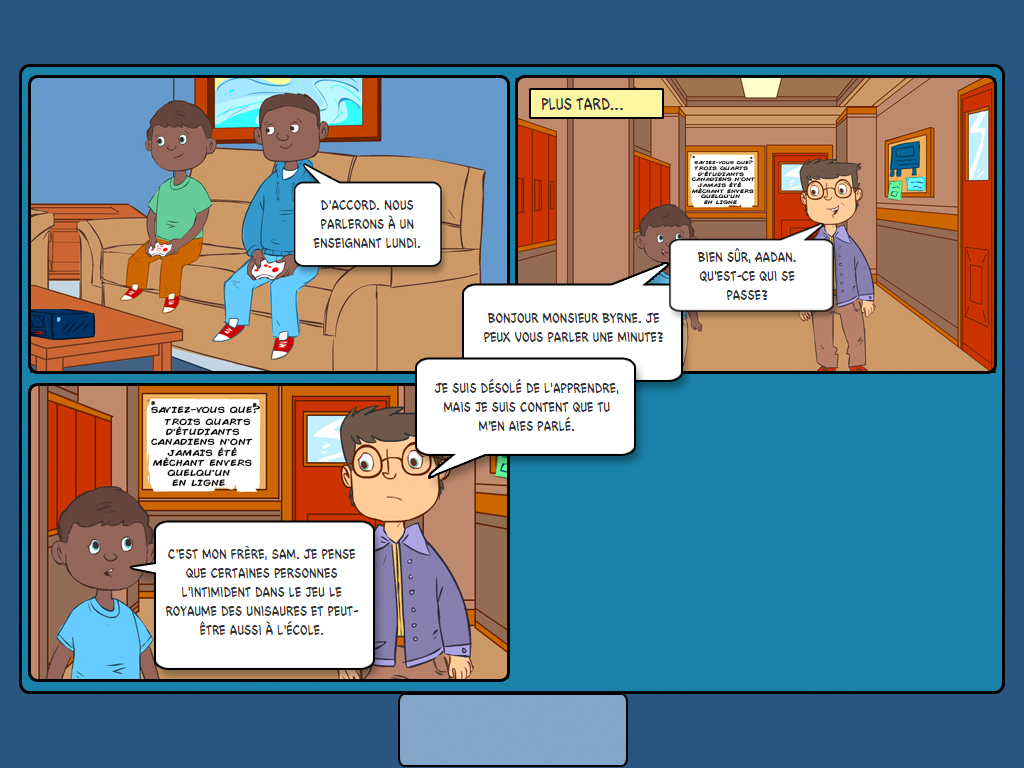 D'ACCORD. NOUS
PARLERONS À UN
ENSEIGNANT LUNDI.
PLUS TARD...
SAVIEZ-VOUS QUE?
TROIS QUARTS
D'ÉTUDIANTS
CANADIENS N'ONT
JAMAIS ÉTÉ
MÉCHANT ENVERS
QUELQU'UN
EN LIGNE
BONJOUR MONSIEUR BYRNE. JE
PEUX VOUS PARLER UNE MINUTE?
BIEN SÛR, AADAN.
QU'EST-CE QUI SE
PASSE?
SAVIEZ-VOUS QUE?
TROIS QUARTS
D'ÉTUDIANTS
CANADIENS N'ONT
JAMAIS ÉTÉ
MÉCHANT ENVERS
QUELQU'UN
EN LIGNE
C'EST MON FRÈRE, SAM. JE PENSE
QUE CERTAINES PERSONNES
L'INTIMIDENT DANS LE JEU LE
ROYAUME DES UNISAURES ET PEUT-
ÊTRE AUSSI À L'ÉCOLE.
JE SUIS DÉSOLÉ DE L'APPRENDRE,
MAIS JE SUIS CONTENT QUE TU
M'EN AIES PARLÉ.